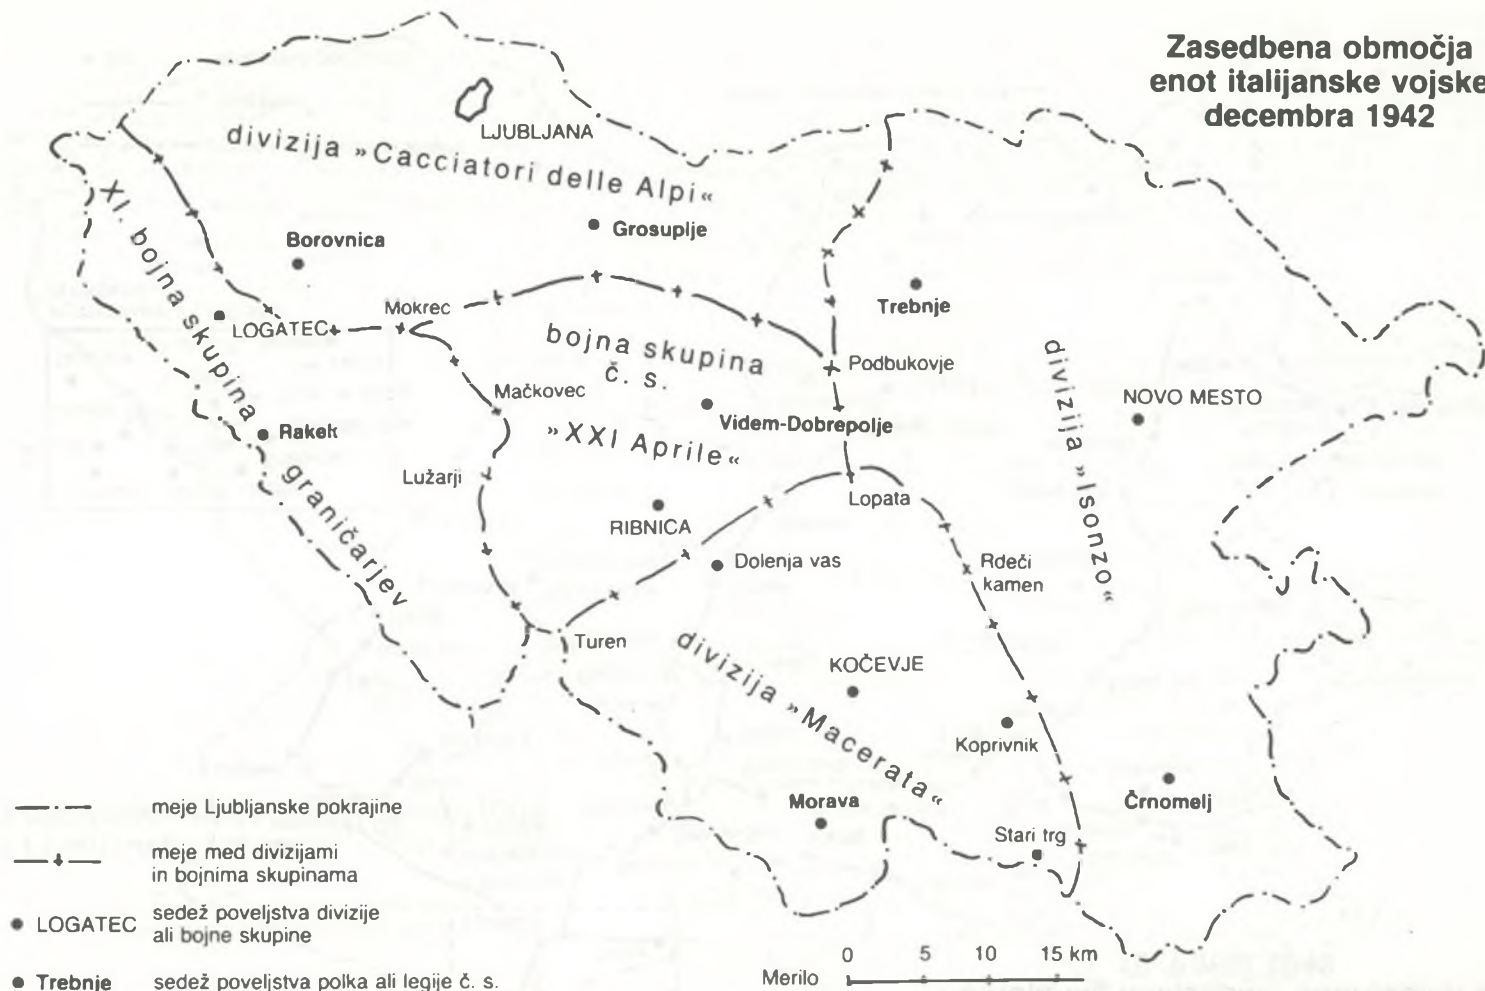 Zasedbena območja
enot italijanske vojske
decembra 1942
LJUBLJANA
divizija »Cacciatori delle Alpi«
XI. bojna skupina graničarjev
Borovnica
Grosuplje
LOGATEC
Mokrec
Trebnje
bojna skupina
č. s.
»XXI Aprile«
Podbukovje
Mačkovec
Videm-Dobrepolje
divizija »Isonzo«
NOVO MESTO
Rakek
Lužarji
RIBNICA
Lopata
Dolenja vas
Rdeči
kamen
Turen
divizija »Macerata«
KOČEVJE
Koprivnik
Morava
Črnomelj
Stari trg
meje Ljubljanske pokrajine
meje med divizijami
in bojnima skupinama
LOGATEC sedež poveljstva divizije
ali bojne skupine
Trebnje sedež poveljstva polka ali legije č. s.
Merilo 0 5 10 15 km